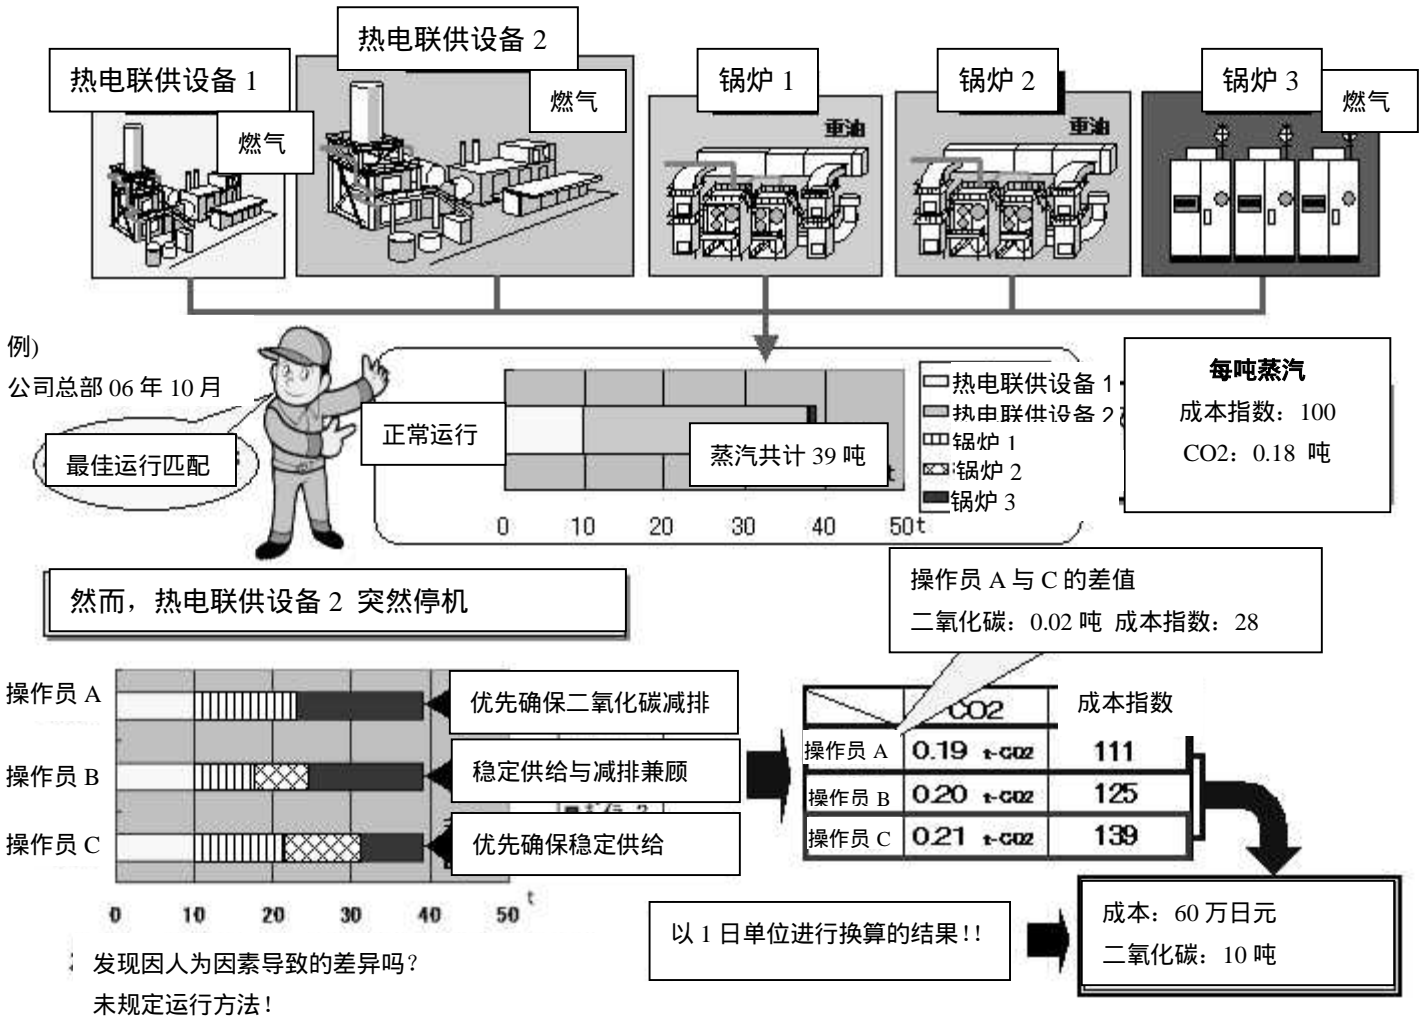 热电联供设备 1
燃气
热电联供设备 2
燃气
锅炉 1
重油
锅炉 2
重油
锅炉 3
燃气
例)
公司总部 06 年 10 月
最佳运行匹配
正常运行
蒸汽共计 39 吨
0 10 20 30 40 50t
热电联供设备 1
热电联供设备 2
锅炉 1
锅炉 2
锅炉 3
每吨蒸汽
成本指数：100
CO2：0.18 吨
然而，热电联供设备 2 突然停机
操作员 A 与 C 的差值
二氧化碳：0.02 吨 成本指数：28
操作员 A
优先确保二氧化碳减排
操作员 B
稳定供给与减排兼顾
操作员 C
优先确保稳定供给
0 10 20 30 40 50 t
CO2 成本指数
操作员 A 0.19 t-CO2 111
操作员 B 0.20 t-CO2 125
操作员 C 0.21 t-CO2 139
以 1 日单位进行换算的结果!!
成本：60 万日元
二氧化碳：10 吨
发现因人为因素导致的差异吗？
未规定运行方法！